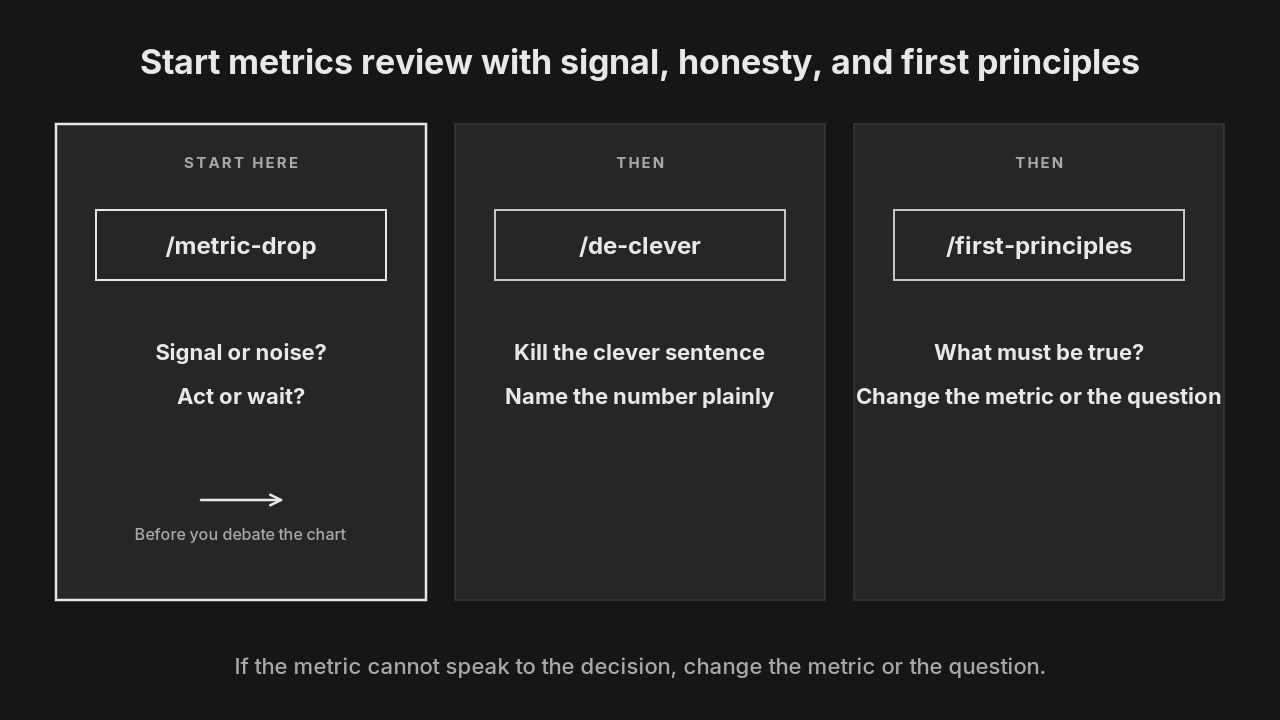 Start metrics review with signal, honesty, and first principles
START HERE
/metric-drop
Signal or noise?
Act or wait?
Before you debate the chart
THEN
/de-clever
Kill the clever sentence
Name the number plainly
THEN
/first-principles
What must be true?
Change the metric or the question
If the metric cannot speak to the decision, change the metric or the question.